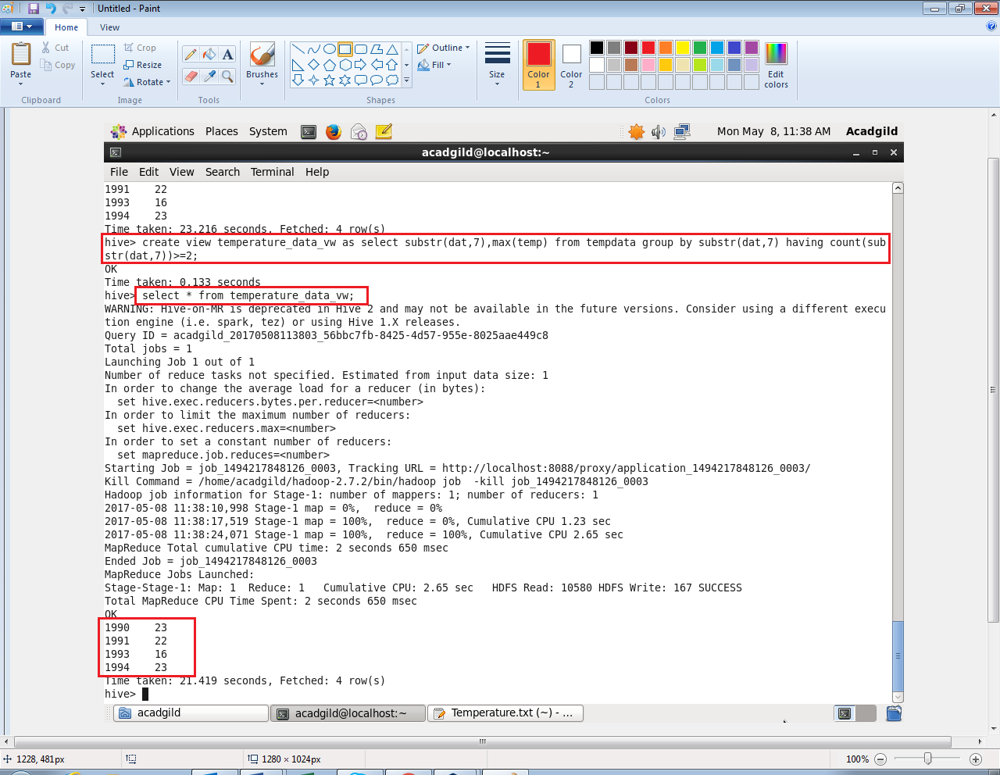 Untitled - Paint
Home View
Paste
Cut
Copy
Clipboard
Select
Crop
Resize
Rotate
Image
Tools
Brushes
Shapes
Outline
Fill
Size
Color 1
Color 2
Edit colors
Colors
Applications Places System Mon May 8, 11:38 AM Acadgild
acadgild@localhost:~
File Edit View Search Terminal Help
1991 22
1993 16
1994 23
Time taken: 23.216 seconds, Fetched: 4 row(s)
hive> create view temperature_data_vw as select substr(dat,7),max(temp) from tempdata group by substr(dat,7) having count(sub
str(dat,7))>=2;
OK
Time taken: 0.133 seconds
hive> select * from temperature_data_vw;
WARNING: Hive-on-MR is deprecated in Hive 2 and may not be available in the future versions. Consider using a different execu
tion engine (i.e. spark, tez) or using Hive 1.X releases.
Query ID = acadgild_20170508113803_56bbc7fb-8425-4d57-955e-8025aae449c8
Total jobs = 1
Launching Job 1 out of 1
Number of reduce tasks not specified. Estimated from input data size: 1
In order to change the average load for a reducer (in bytes):
  set hive.exec.reducers.bytes.per.reducer=<number>
In order to limit the maximum number of reducers:
  set hive.exec.reducers.max=<number>
In order to set a constant number of reducers:
  set mapreduce.job.reduces=<number>
Starting Job = job_1494217848126_0003, Tracking URL = http://localhost:8088/proxy/application_1494217848126_0003/
Kill Command = /home/acadgild/hadoop-2.7.2/bin/hadoop job  -kill job_1494217848126_0003
Hadoop job information for Stage-1: number of mappers: 1; number of reducers: 1
2017-05-08 11:38:10,998 Stage-1 map = 0%,  reduce = 0%
2017-05-08 11:38:17,519 Stage-1 map = 100%,  reduce = 0%, Cumulative CPU 1.23 sec
2017-05-08 11:38:24,071 Stage-1 map = 100%,  reduce = 100%, Cumulative CPU 2.65 sec
MapReduce Total cumulative CPU time: 2 seconds 650 msec
Ended Job = job_1494217848126_0003
MapReduce Jobs Launched:
Stage-Stage-1: Map: 1  Reduce: 1   Cumulative CPU: 2.65 sec   HDFS Read: 10580 HDFS Write: 167 SUCCESS
Total MapReduce CPU Time Spent: 2 seconds 650 msec
OK
1990 23
1991 22
1993 16
1994 23
Time taken: 21.419 seconds, Fetched: 4 row(s)
hive>
acadgild acadgild@localhost:~ Temperature.txt (~) - ...
1228, 481px 1280 × 1024px 100%